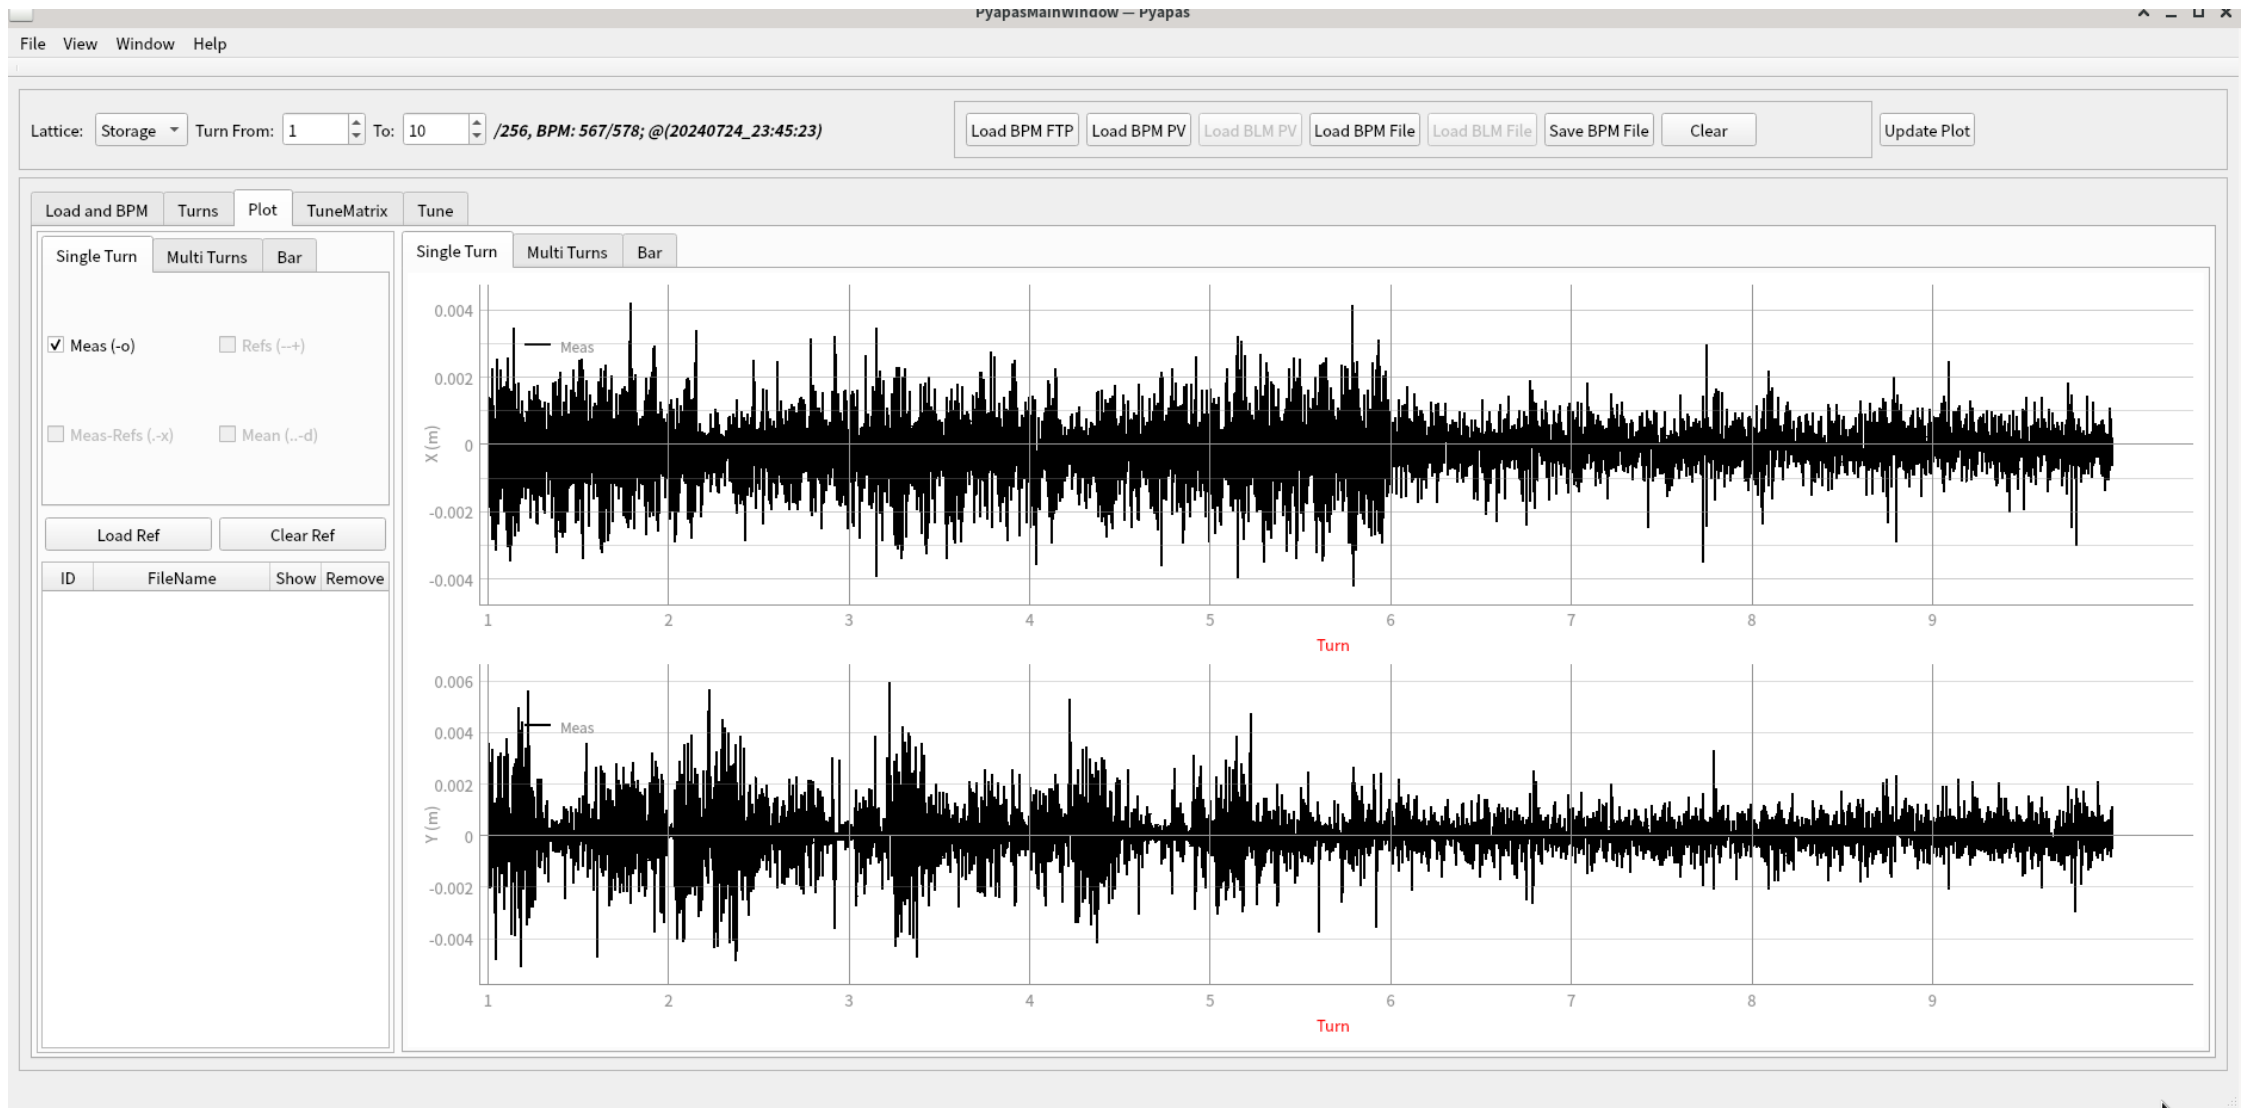 PyapasMainWindow — Pyapas
File View Window Help
Lattice: Storage Turn From: 1 To: 10 /256, BPM: 567/578; @(20240724_23:45:23) Load BPM FTP Load BPM PV Load BLM PV Load BPM File Load BLM File Save BPM File Clear Update Plot
Load and BPM Turns Plot TuneMatrix Tune
Single Turn Multi Turns Bar
Meas (-o) Refs (--+)
Meas-Refs (.-x) Mean (..-d)
Load Ref Clear Ref
ID FileName Show Remove
Single Turn Multi Turns Bar
0.004
Meas
0.002
0
-0.002
-0.004
X (m)
1 2 3 4 5 6 7 8 9
Turn
0.006
0.004
Meas
0.002
0
-0.002
-0.004
Y (m)
1 2 3 4 5 6 7 8 9
Turn